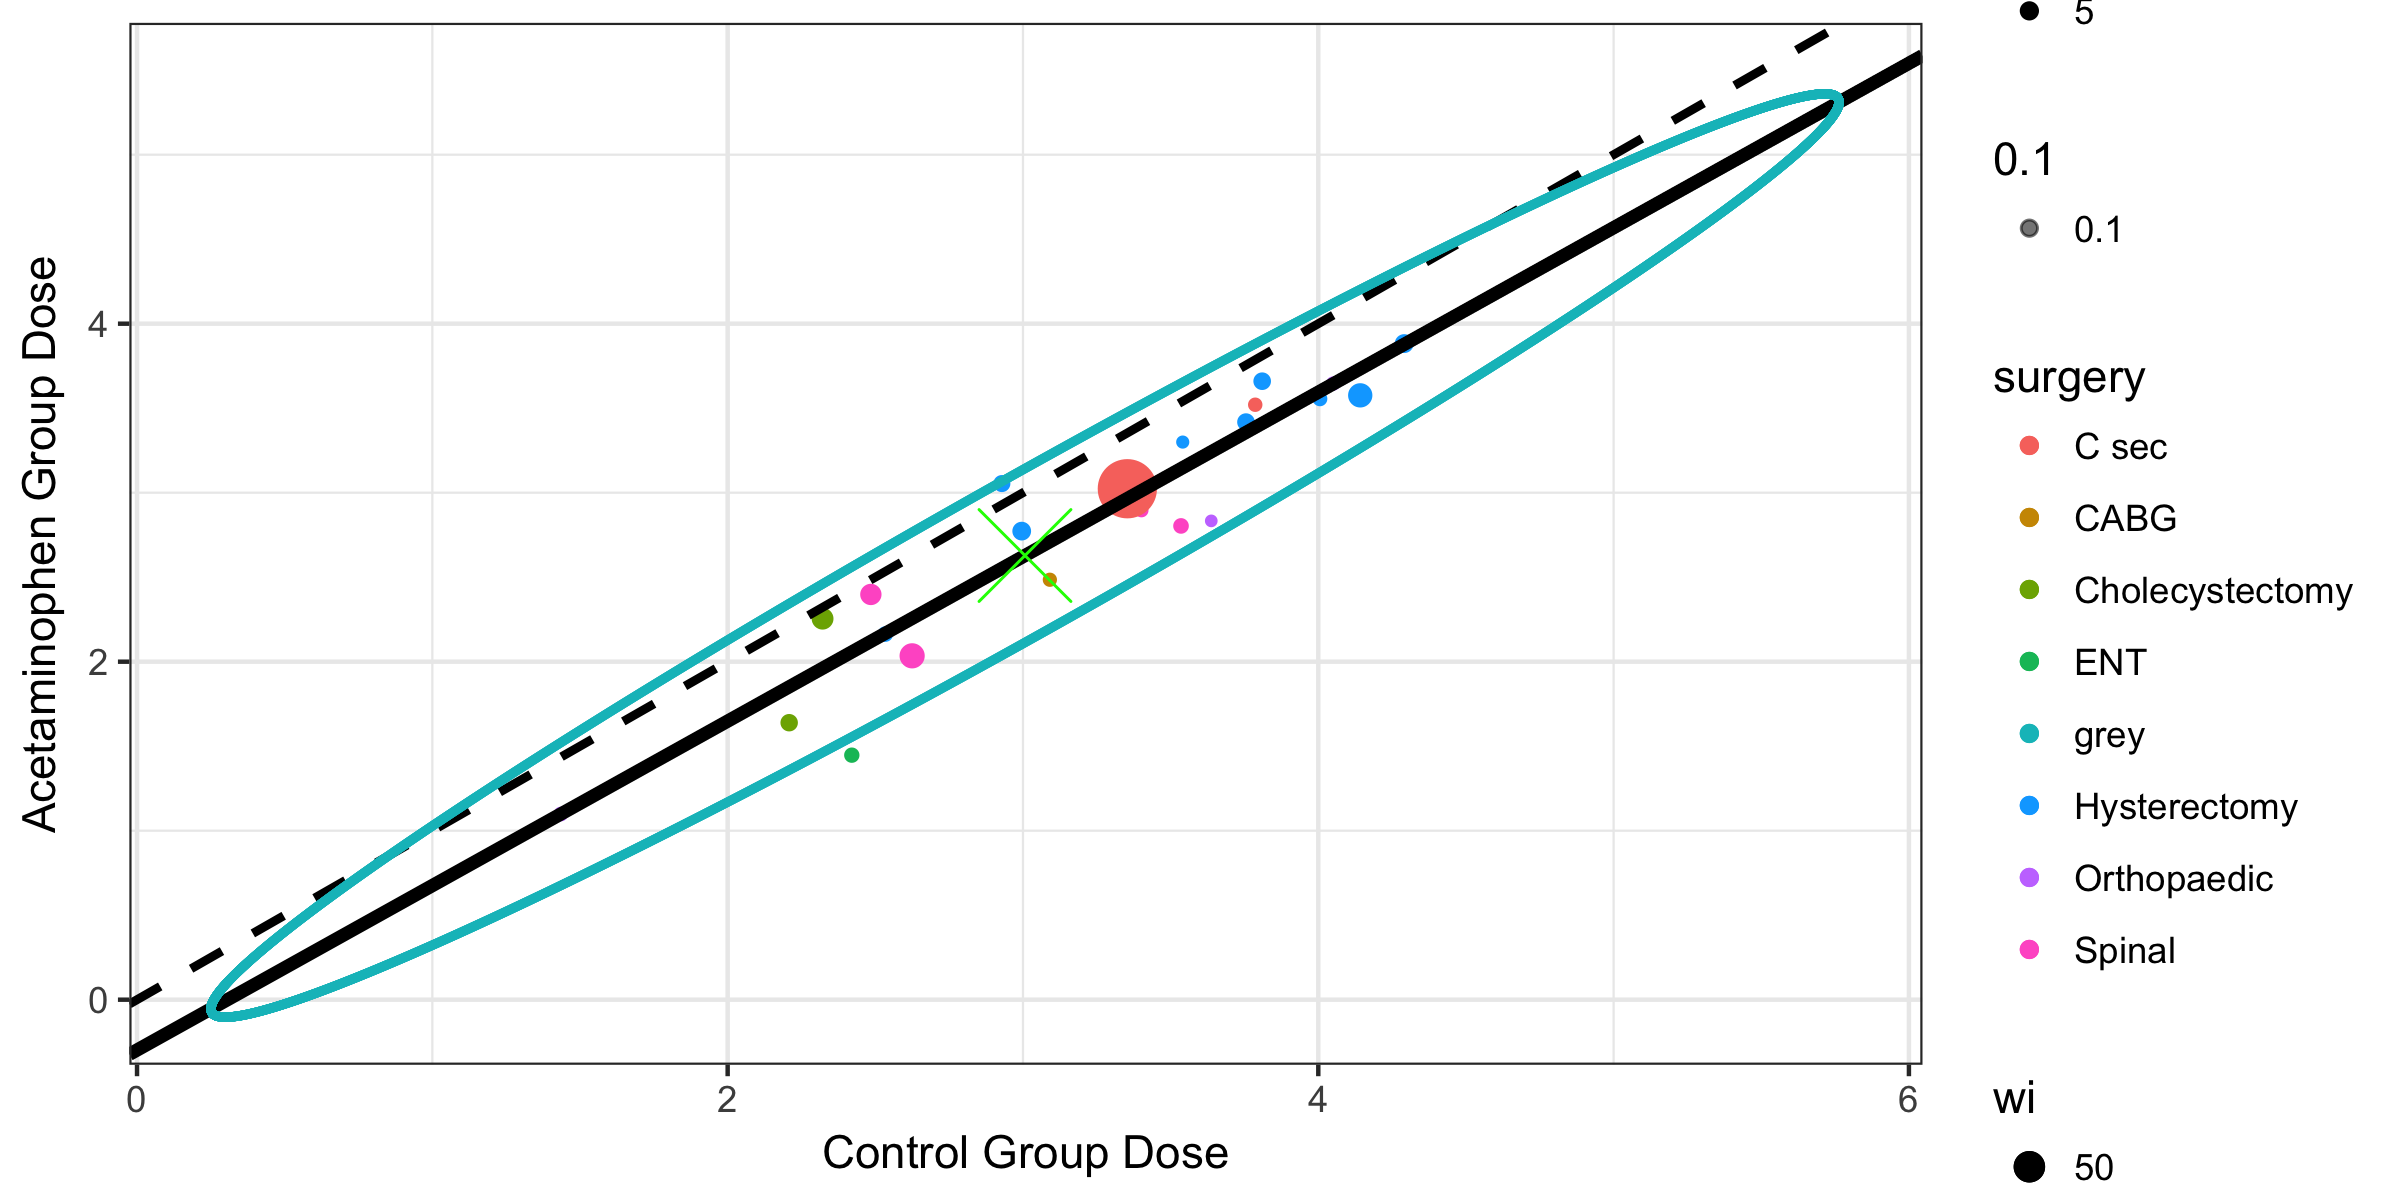 5
0.1
0.1
surgery
C sec
CABG
Cholecystectomy
ENT
grey
Hysterectomy
Orthopaedic
Spinal
wi
50
Acetaminophen Group Dose
4
2
0
0 2 4 6
Control Group Dose